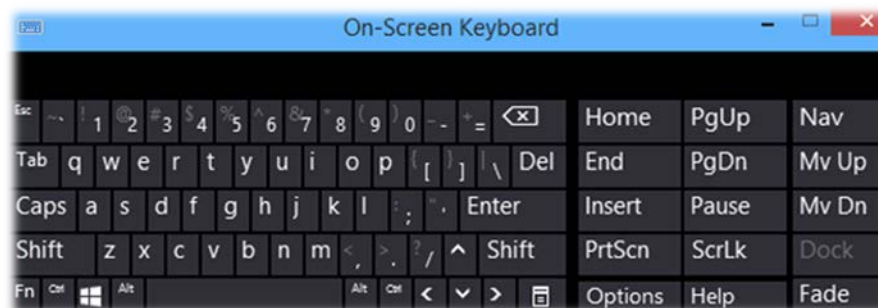 On-Screen Keyboard
Esc ~ ` ! 1 @ 2 # 3 $ 4 % 5 ^ 6 & 7 * 8 ( 9 ) 0 _ - + = Home PgUp Nav
Tab q w e r t y u i o p { [ } ] | \ Del End PgDn Mv Up
Caps a s d f g h j k l : ; " ' Enter Insert Pause Mv Dn
Shift z x c v b n m < , > . ? / ^ Shift PrtScn ScrLk Dock
Fn Ctrl Alt Alt Ctrl Options Help Fade